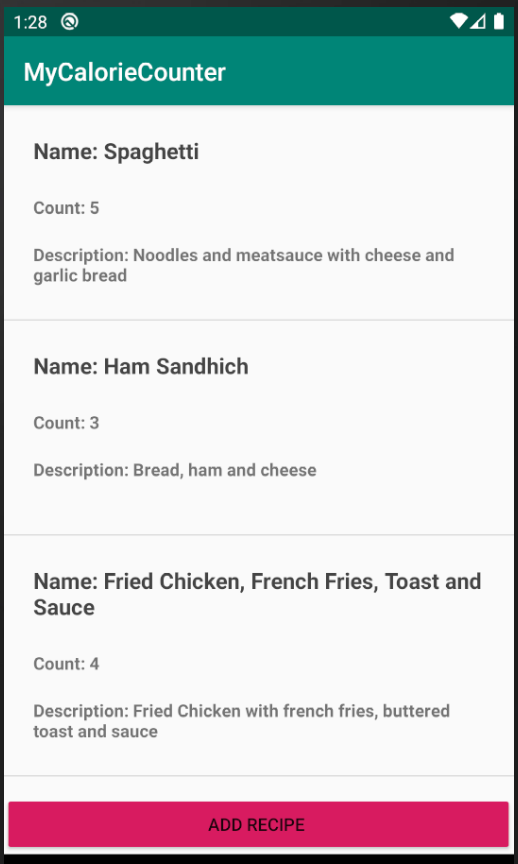 1:28
MyCalorieCounter
Name: Spaghetti
Count: 5
Description: Noodles and meatsauce with cheese and
garlic bread
Name: Ham Sandhich
Count: 3
Description: Bread, ham and cheese
Name: Fried Chicken, French Fries, Toast and
Sauce
Count: 4
Description: Fried Chicken with french fries, buttered
toast and sauce
ADD RECIPE